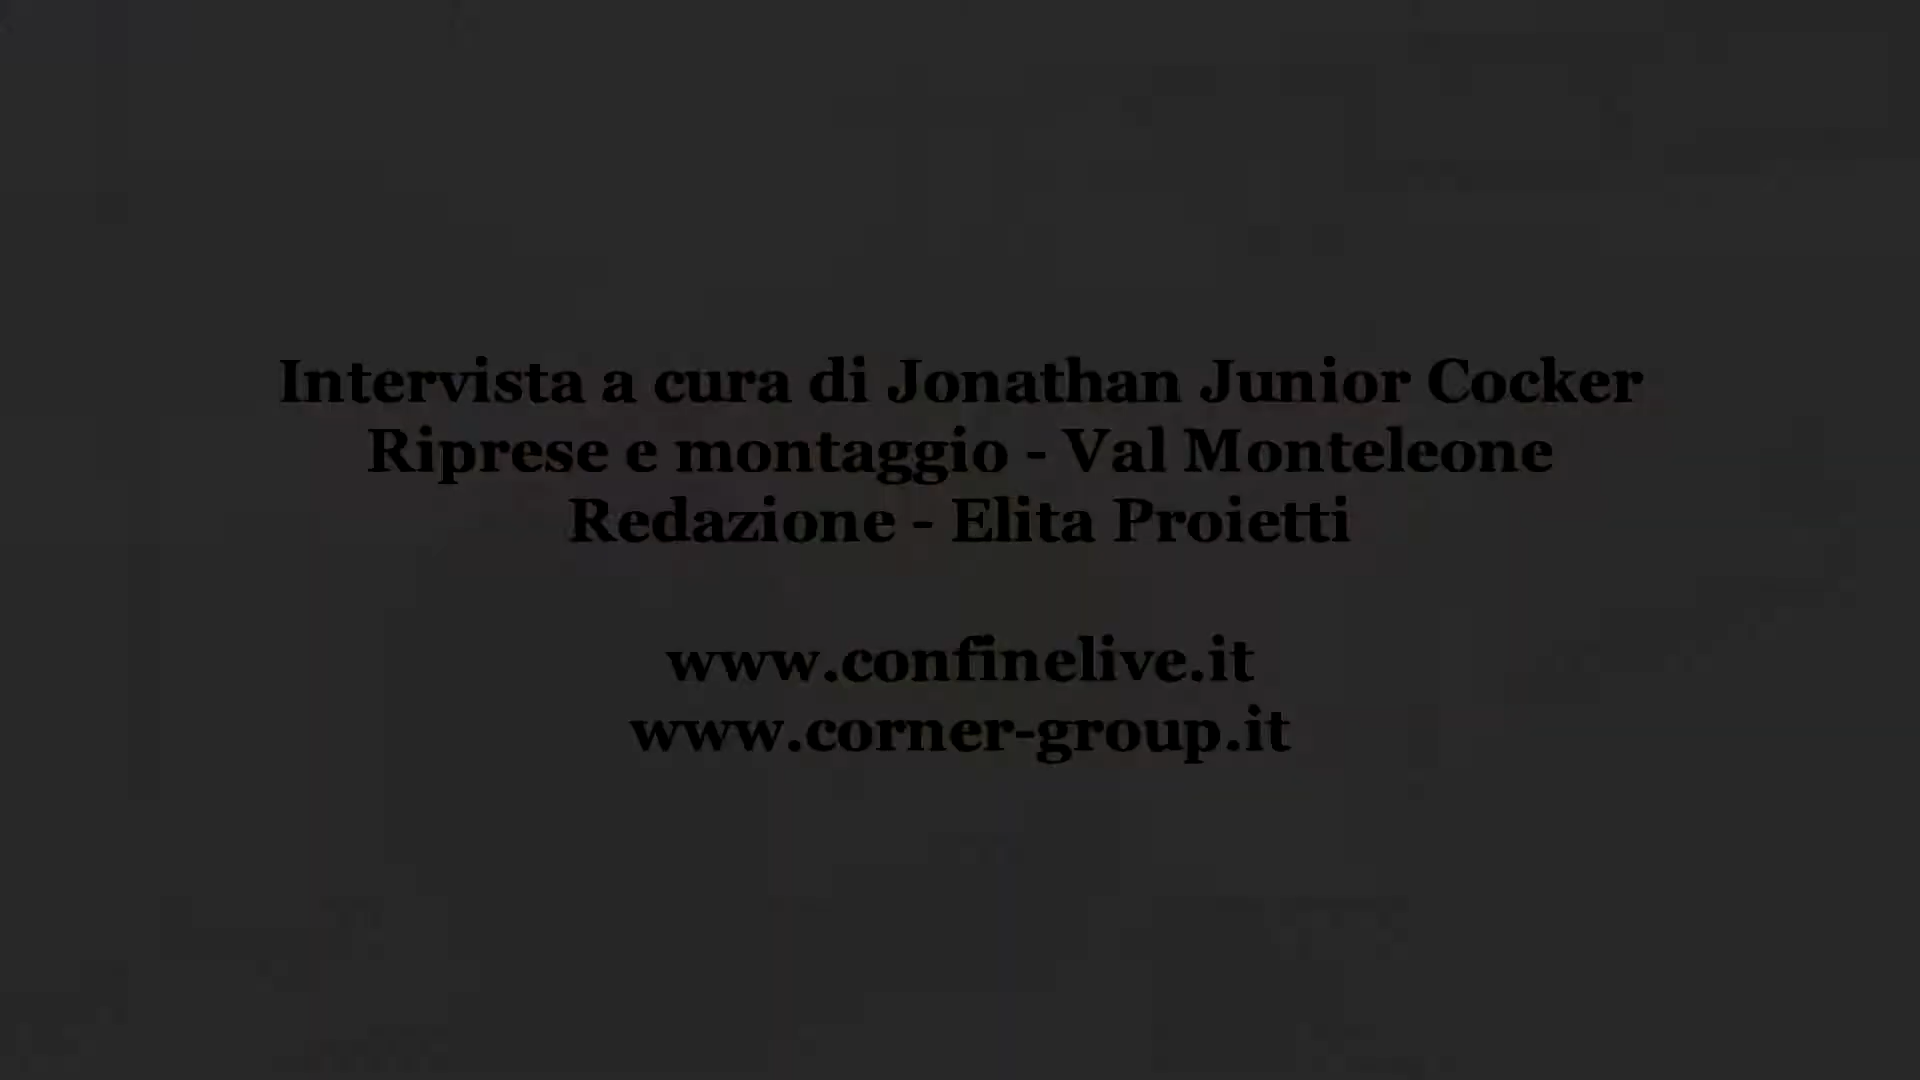 Intervista a cura di Jonathan Junior Cocker
Riprese e montaggio - Val Monteleone
Redazione - Elita Proietti
www.confinelive.it
www.corner-group.it